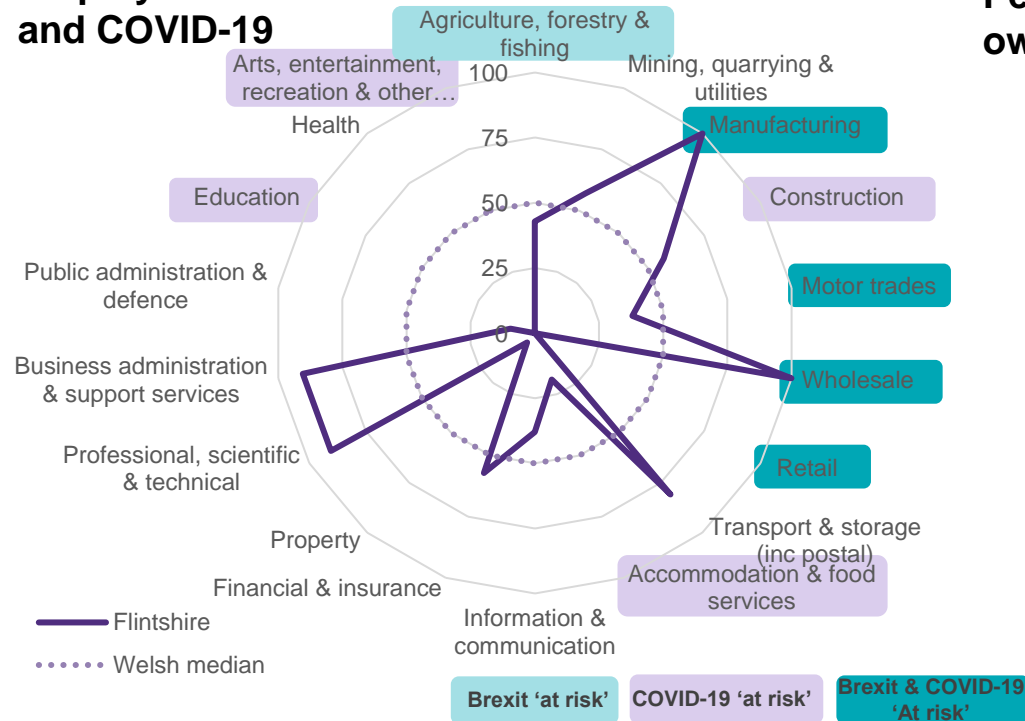 and COVID-19
Agriculture, forestry &
fishing
Arts, entertainment,
recreation & other…
Mining, quarrying &
utilities
Health
Manufacturing
Education
Construction
Public administration &
defence
Motor trades
Business administration
& support services
Wholesale
Professional, scientific
& technical
Retail
Property
Transport & storage
(inc postal)
Financial & insurance
Accommodation & food
services
Information &
communication
100
75
50
25
0
Flintshire
Welsh median
Brexit ‘at risk’
COVID-19 ‘at risk’
Brexit & COVID-19
‘At risk’